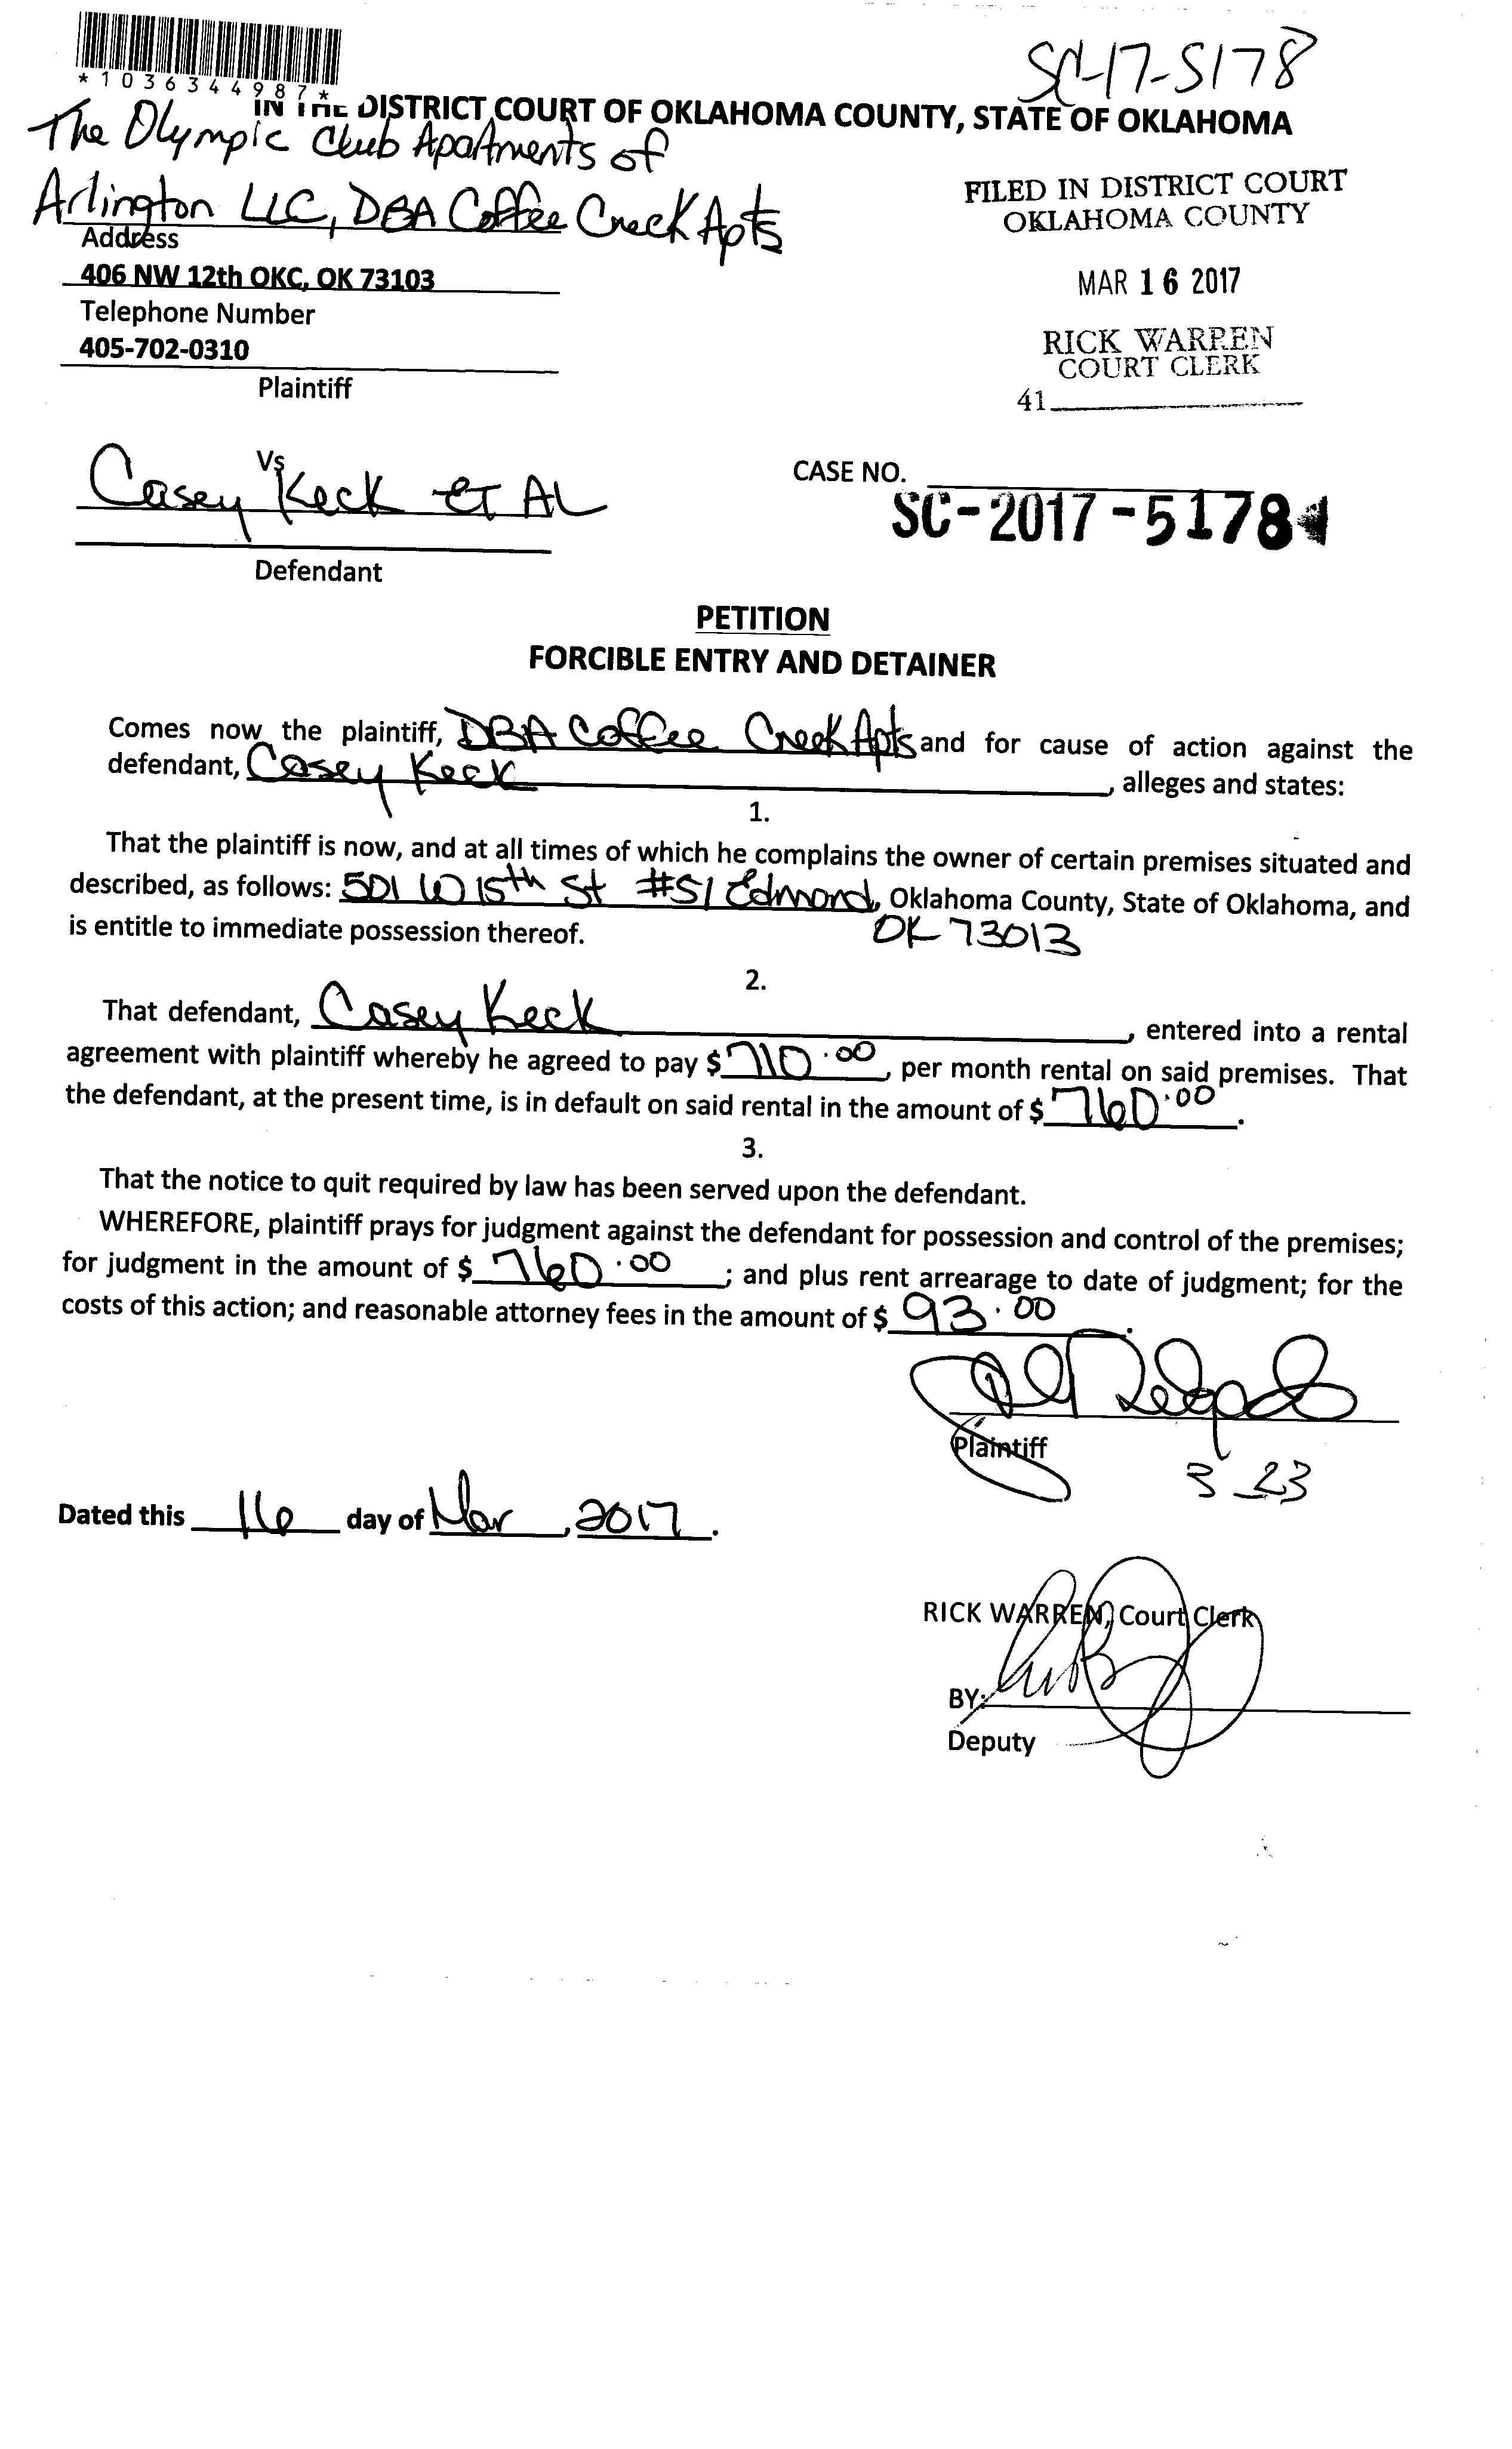 SC-17-5178
*1036344987*
IN THE DISTRICT COURT OF OKLAHOMA COUNTY, STATE OF OKLAHOMA
The Olympic Club Apartments of
Arlington LLC, DBA Coffee Creek Apts
Address
406 NW 12th OKC, OK 73103
Telephone Number
405-702-0310
Plaintiff
FILED IN DISTRICT COURT
OKLAHOMA COUNTY
MAR 16 2017
RICK WARREN
COURT CLERK
41
Vs
Casey Keck et AL
Defendant
CASE NO.
SC-2017-5178
PETITION
FORCIBLE ENTRY AND DETAINER
Comes now the plaintiff, DBA Coffee Creek Apts and for cause of action against the
defendant, Casey Keck, alleges and states:
1.
That the plaintiff is now, and at all times of which he complains the owner of certain premises situated and
described, as follows: 501 W 15th St #51 Edmond, Oklahoma County, State of Oklahoma, and
OK 73013
is entitle to immediate possession thereof.
2.
That defendant, Casey Keck, entered into a rental
agreement with plaintiff whereby he agreed to pay $710.00, per month rental on said premises. That
the defendant, at the present time, is in default on said rental in the amount of $760.00.
3.
That the notice to quit required by law has been served upon the defendant.
WHEREFORE, plaintiff prays for judgment against the defendant for possession and control of the premises;
for judgment in the amount of $760.00; and plus rent arrearage to date of judgment; for the
costs of this action; and reasonable attorney fees in the amount of $93.00.
Plaintiff
3-23
Dated this 16 day of Mar, 2017.
RICK WARREN, Court Clerk
BY:
Deputy